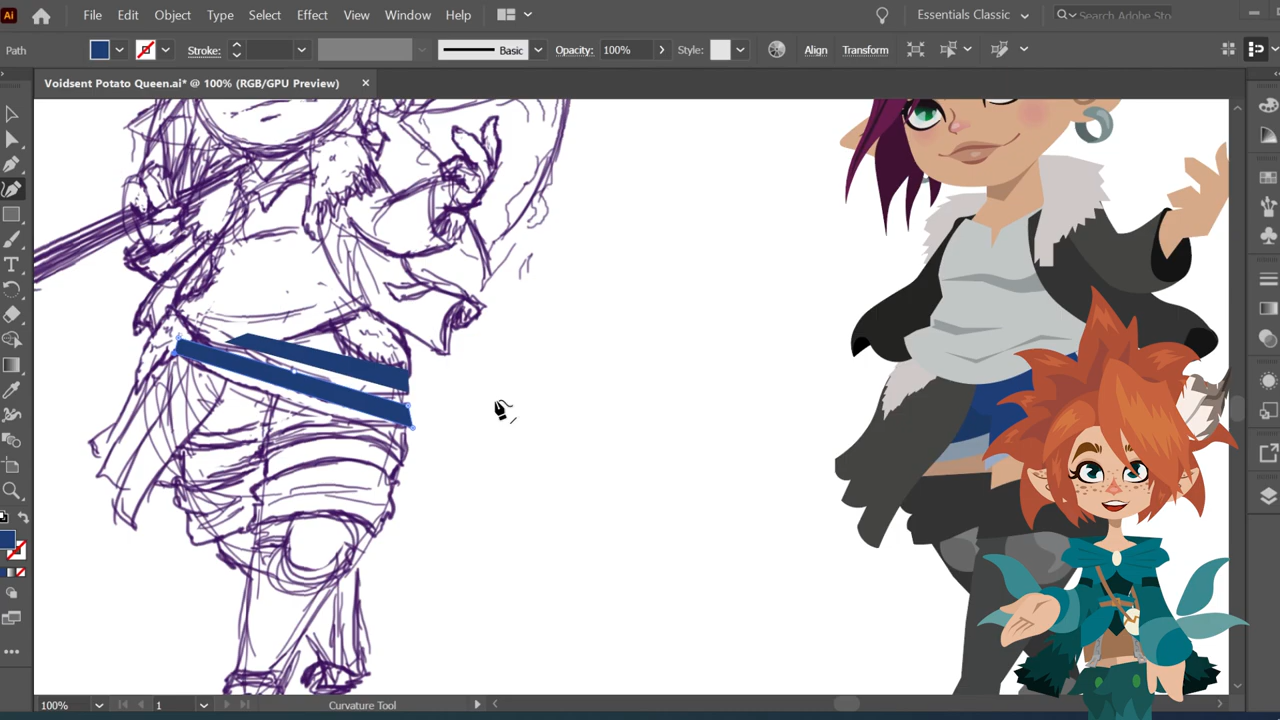 Ai File Edit Object Type Select Effect View Window Help Essentials Classic Search Adobe Sto
Path Stroke: Basic Opacity: 100% Style: Align Transform
Voidsent Potato Queen.ai* @ 100% (RGB/GPU Preview)
100% 1 Curvature Tool